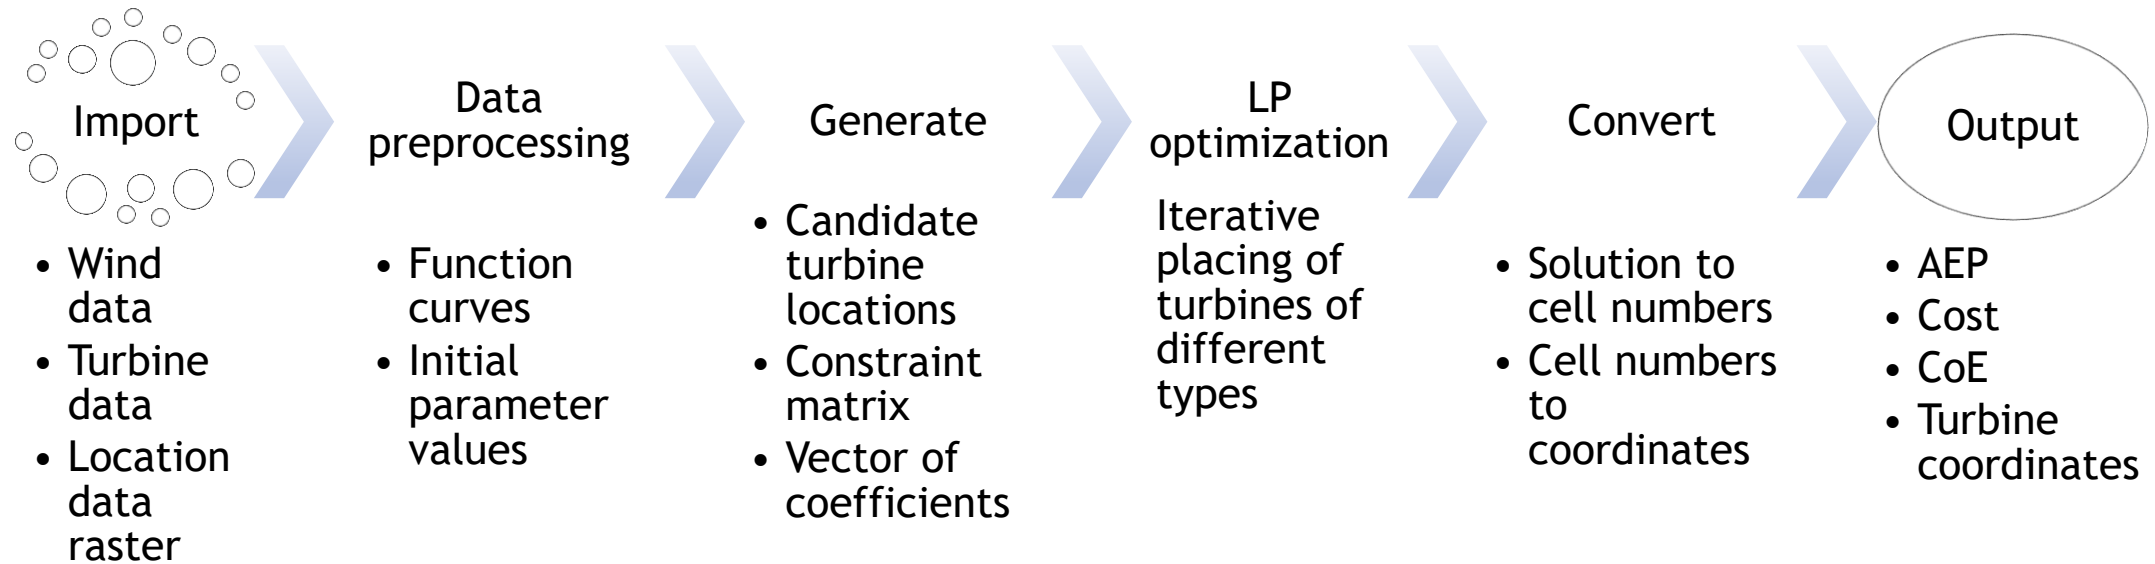 Import
• Wind
data
• Turbine
data
• Location
data
raster
Data
preprocessing
• Function
curves
• Initial
parameter
values
Generate
• Candidate
turbine
locations
• Constraint
matrix
• Vector of
coefficients
LP
optimization
Iterative
placing of
turbines of
different
types
Convert
• Solution to
cell numbers
• Cell numbers
to
coordinates
Output
• AEP
• Cost
• CoE
• Turbine
coordinates